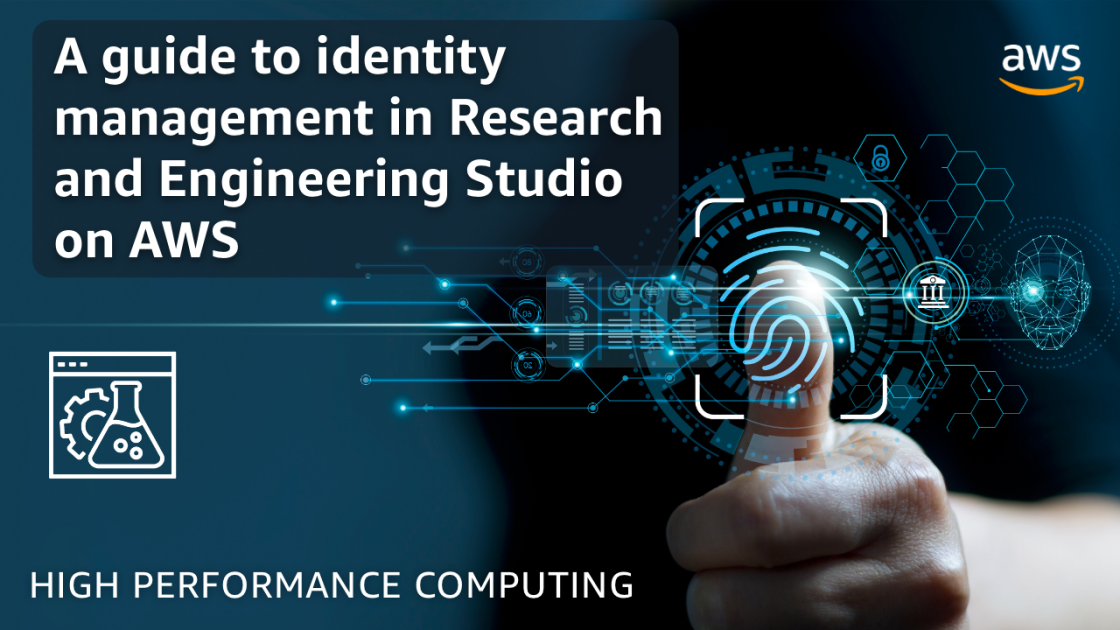 A guide to identity
management in Research
and Engineering Studio
on AWS
aws
HIGH PERFORMANCE COMPUTING